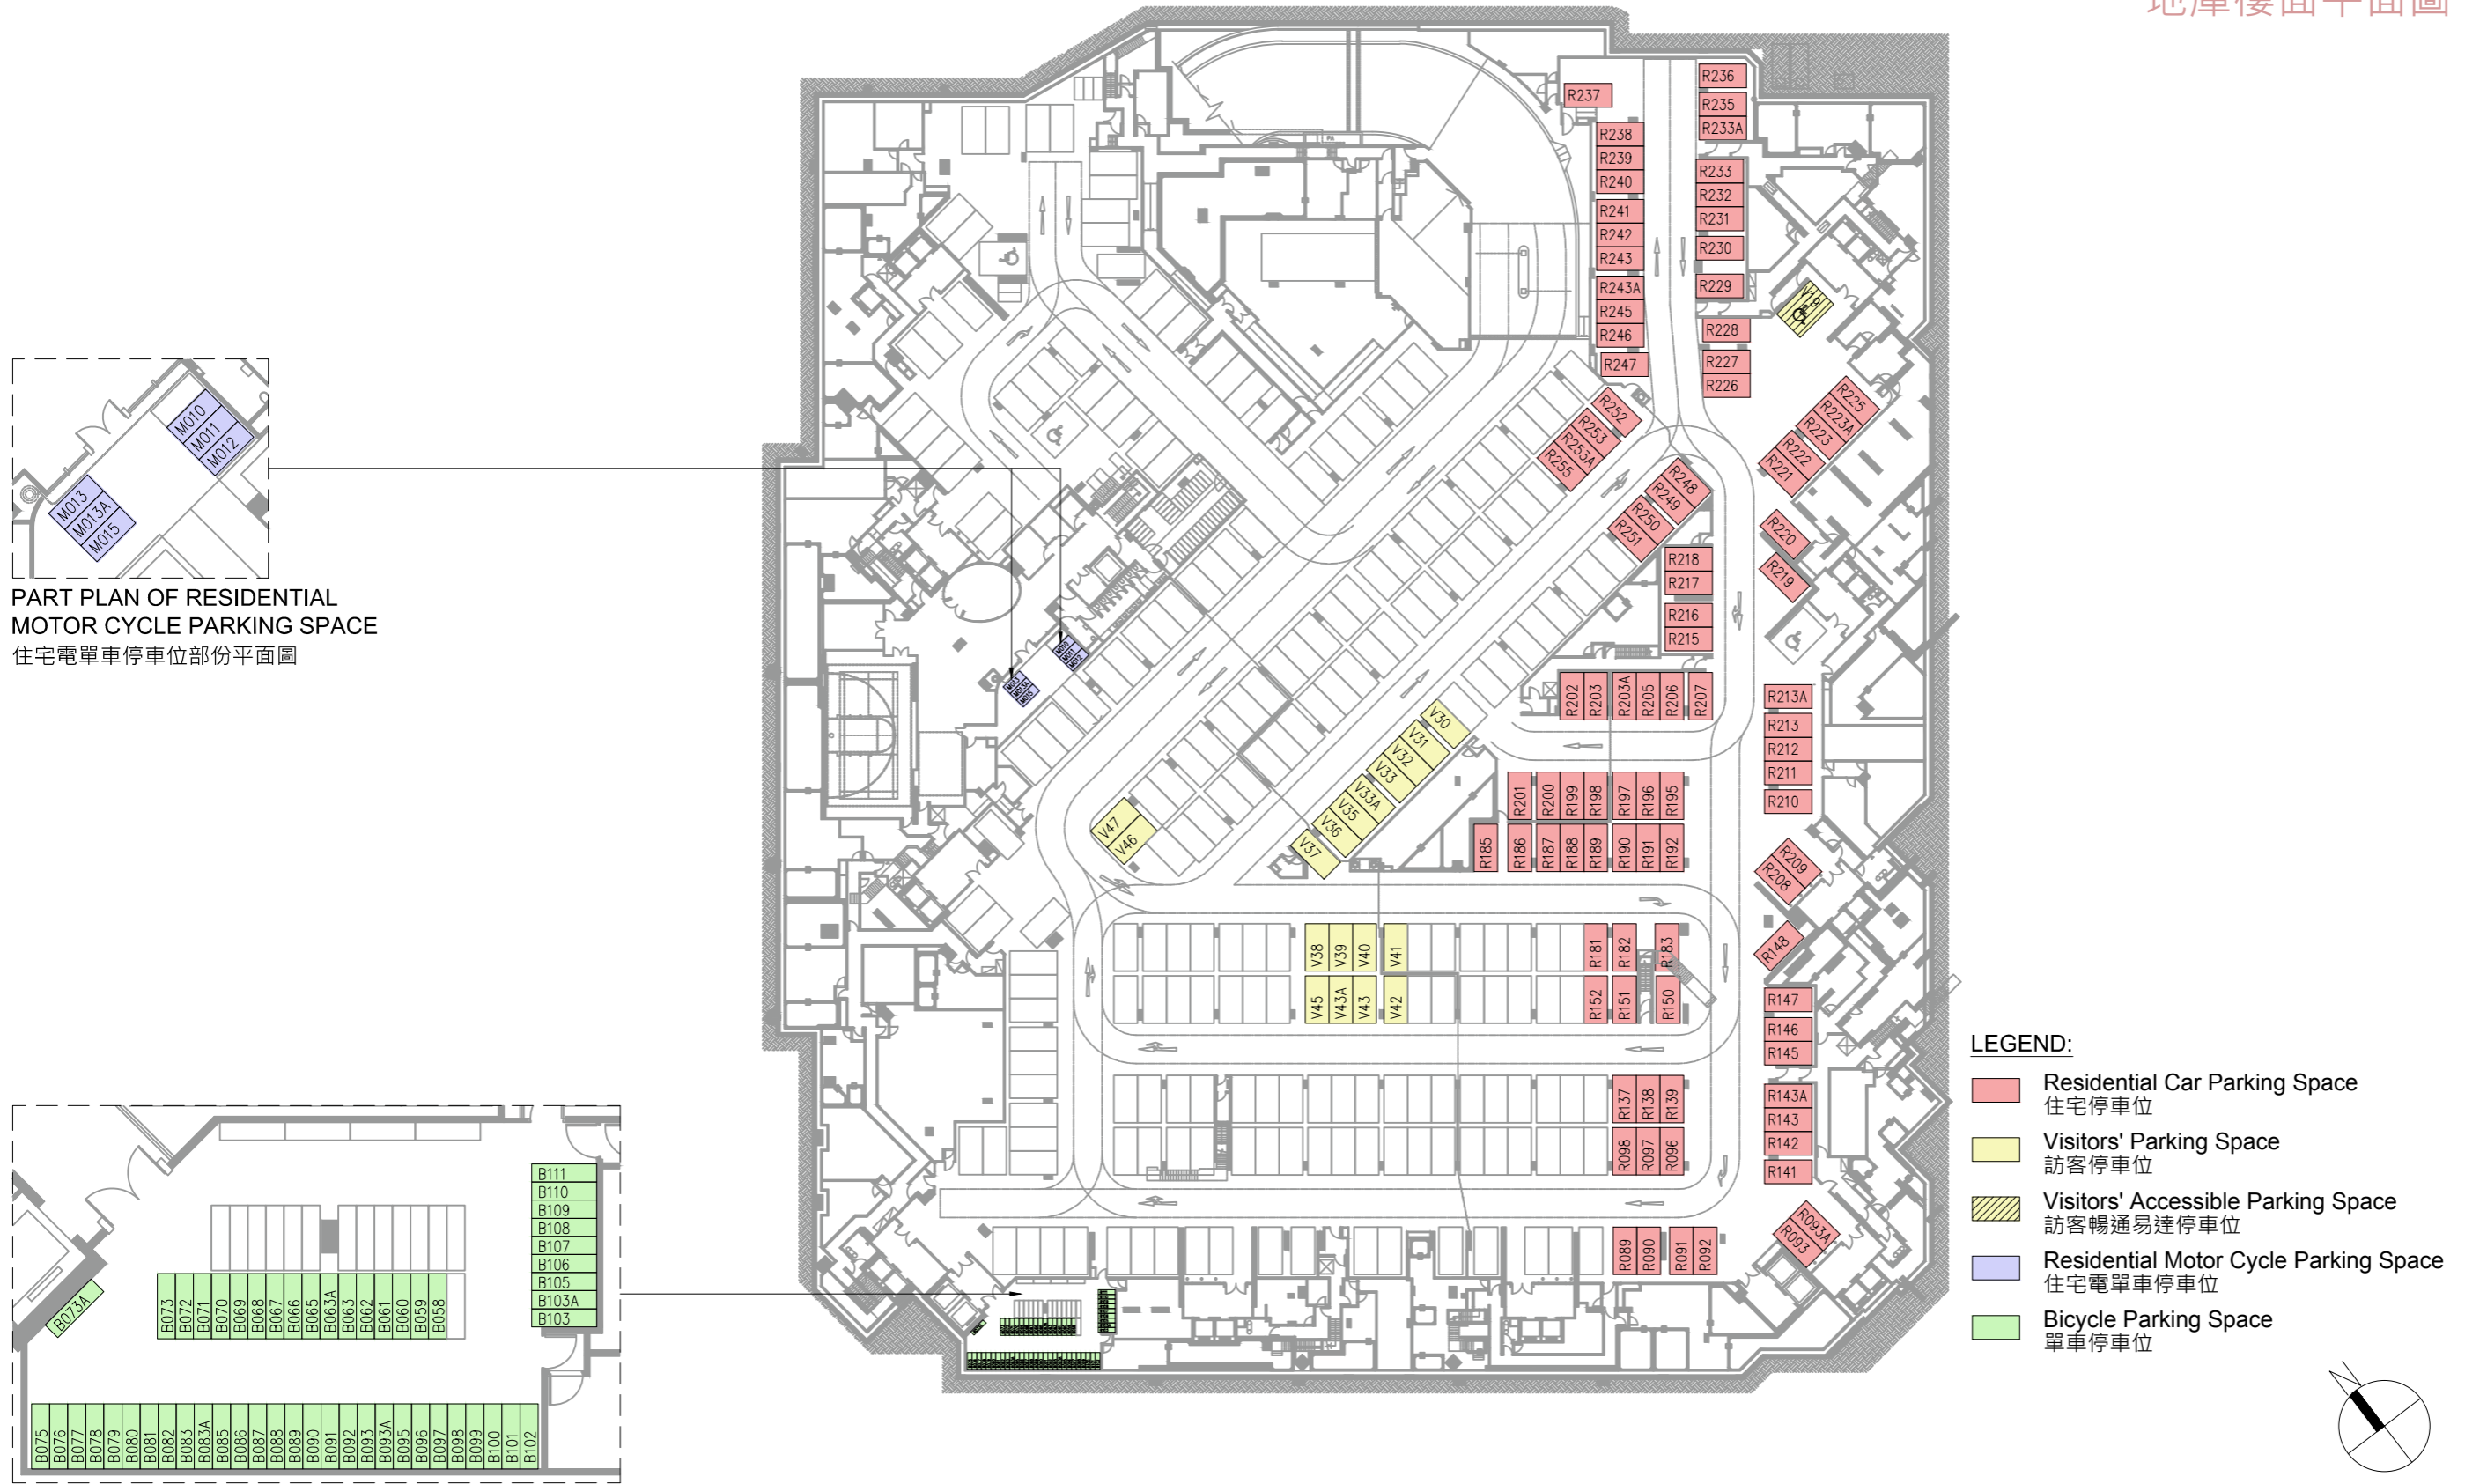 地庫樓面平面圖
R236
R237
R235
R233A
R238
R239
R240
R233
R232
R231
R241
R242
R243
R230
R229
R243A
R245
R246
R247
V19
R228
R227
R226
R252
R253
R253A
R255
R225
R223A
R223
R222
R221
R248
R249
R250
R251
R220
R219
R218
R217
R216
R215
M010
M011
M012
M013
M013A
M015
PART PLAN OF RESIDENTIAL
MOTOR CYCLE PARKING SPACE
住宅電單車停車位部份平面圖
M010
M011
M012
M013
M013A
M015
R202 R203 R203A R205 R206 R207
R213A
R213
R212
R211
R210
V30
V31
V32
V33
V33A
V35
V36
V37
V47
V46
R201 R200 R199 R198 R197 R196 R195
R185 R186 R187 R188 R189 R190 R191 R192
R209
R208
R148
V38 V39 V40 V41 R181 R182 R183
V45 V43A V43 V42 R152 R151 R150
R147
R146
R145
R137 R138 R139
R098 R097 R096
R143A
R143
R142
R141
R093A
R093
R089 R090 R091 R092
LEGEND:
Residential Car Parking Space
住宅停車位
Visitors' Parking Space
訪客停車位
Visitors' Accessible Parking Space
訪客暢通易達停車位
Residential Motor Cycle Parking Space
住宅電單車停車位
Bicycle Parking Space
單車停車位
B111
B110
B109
B108
B107
B106
B105
B103A
B103
B073A
B073 B072 B071 B070 B069 B068 B067 B066 B065 B063A B063 B062 B061 B060 B059 B058
B075 B076 B077 B078 B079 B080 B081 B082 B083 B083A B085 B086 B087 B088 B089 B090 B091 B092 B093 B093A B095 B096 B097 B098 B099 B100 B101 B102
N